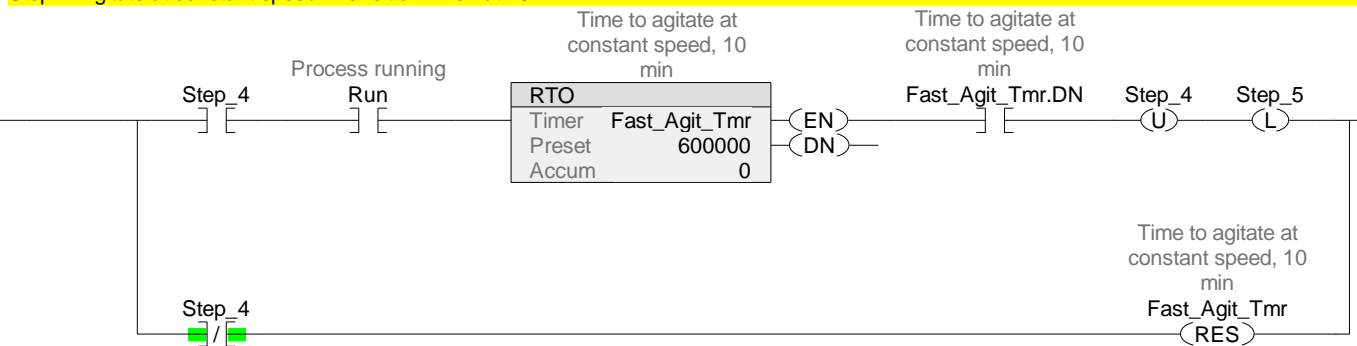 Time to agitate at
constant speed, 10
min
Time to agitate at
constant speed, 10
min
Process running
Step_4
Run
RTO
Timer Fast_Agit_Tmr
Preset 600000
Accum 0
EN
DN
Fast_Agit_Tmr.DN
Step_4
U
Step_5
L
Time to agitate at
constant speed, 10
min
Step_4
/
Fast_Agit_Tmr
RES